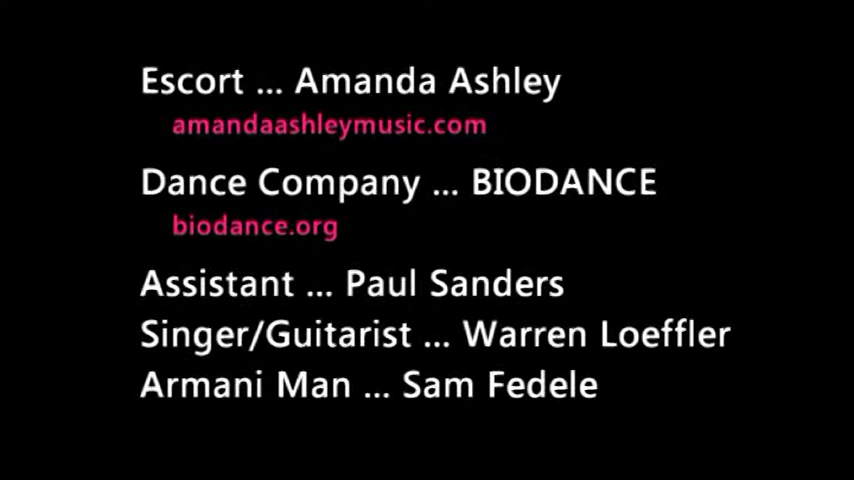 Escort ... Amanda Ashley
amandaashleymusic.com
Dance Company ... BIODANCE
biodance.org
Assistant ... Paul Sanders
Singer/Guitarist ... Warren Loeffler
Armani Man ... Sam Fedele